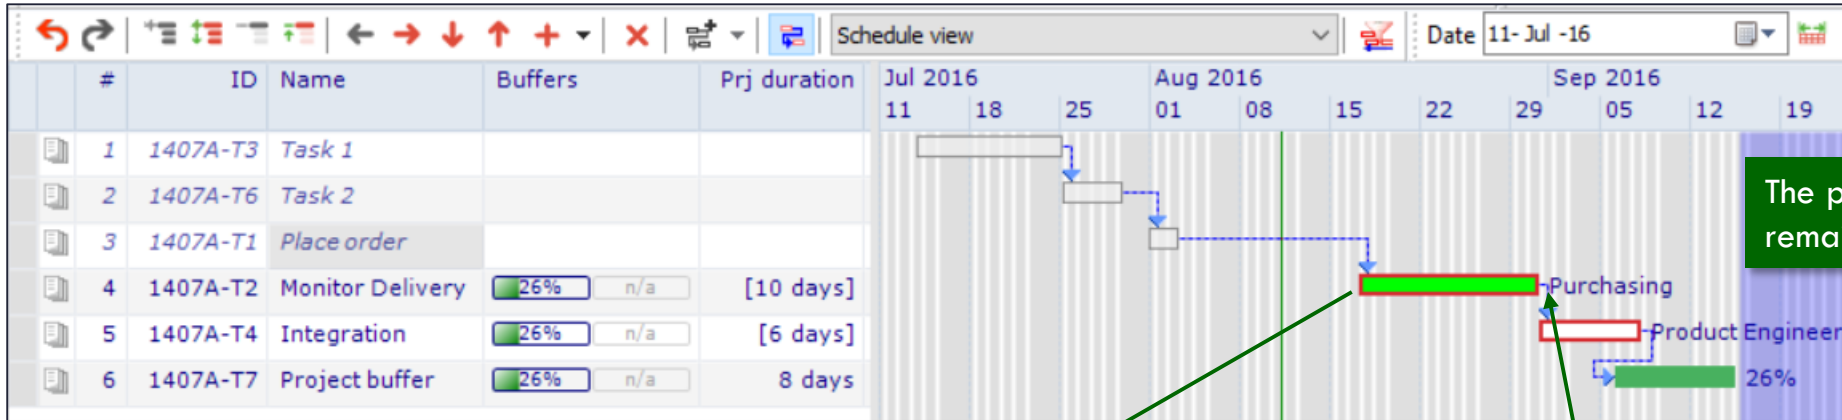 Schedule view Date 11- Jul -16
# ID Name Buffers Prj duration Jul 2016 Aug 2016 Sep 2016
11 18 25 01 08 15 22 29 05 12 19
1 1407A-T3 Task 1
2 1407A-T6 Task 2
The p
3 1407A-T1 Place order
rema
4 1407A-T2 Monitor Delivery 26% n/a [10 days] Purchasing
5 1407A-T4 Integration 26% n/a [6 days] Product Engineer
6 1407A-T7 Project buffer 26% n/a 8 days 26%